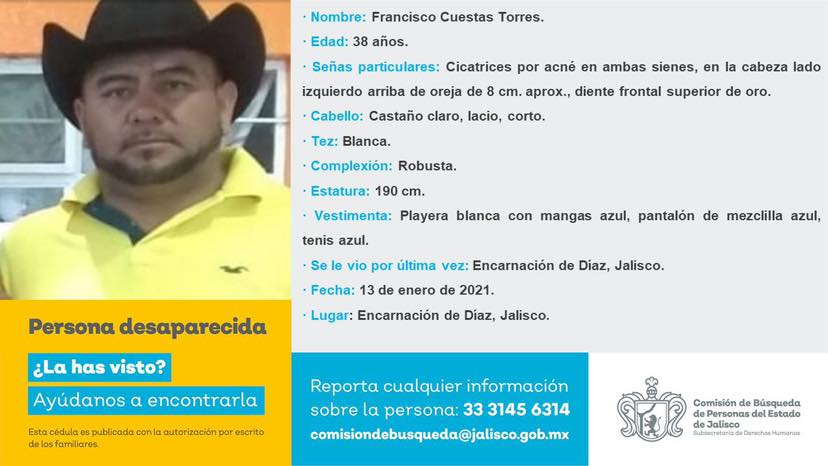 · Nombre: Francisco Cuestas Torres.
· Edad: 38 años.
· Señas particulares: Cicatrices por acné en ambas sienes, en la cabeza lado
izquierdo arriba de oreja de 8 cm. aprox., diente frontal superior de oro.
· Cabello: Castaño claro, lacio, corto.
· Tez: Blanca.
· Complexión: Robusta.
· Estatura: 190 cm.
· Vestimenta: Playera blanca con mangas azul, pantalón de mezclilla azul,
tenis azul.
· Se le vio por última vez: Encarnación de Díaz, Jalisco.
· Fecha: 13 de enero de 2021.
· Lugar: Encarnación de Díaz, Jalisco.
Persona desaparecida
¿La has visto?
Ayúdanos a encontrarla
Esta cédula es publicada con la autorización por escrito
de los familiares.
Reporta cualquier información
sobre la persona: 33 3145 6314
comisiondebusqueda@jalisco.gob.mx
Comisión de Búsqueda
de Personas del Estado
de Jalisco
Subsecretaría de Derechos Humanos